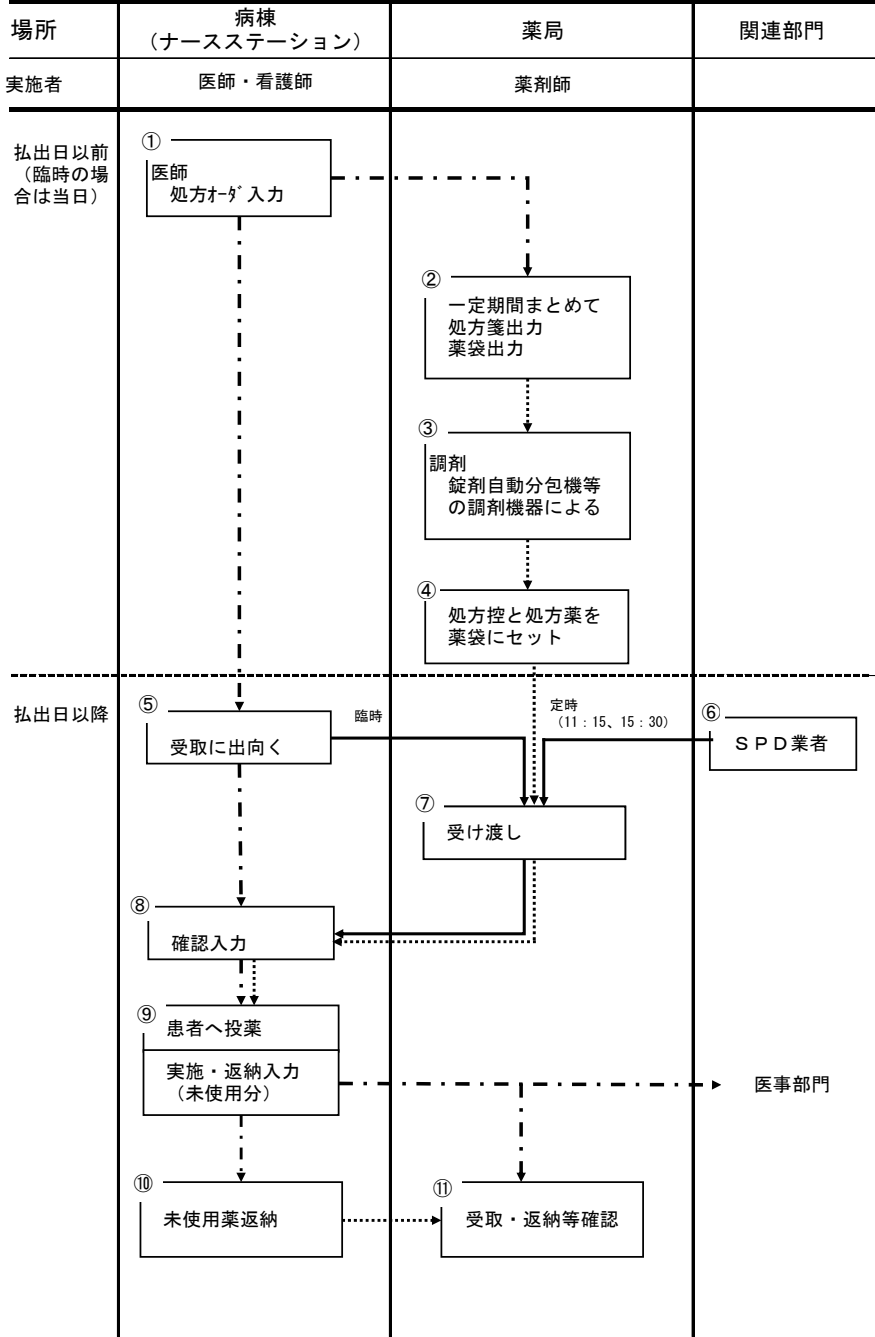 場所
病棟
(ナースステーション)
薬局
関連部門
実施者
医師・看護師
薬剤師
払出日以前
(臨時の場
合は当日)
①
医師
処方ｵｰﾀﾞ入力
②
一定期間まとめて
処方箋出力
薬袋出力
③
調剤
錠剤自動分包機等
の調剤機器による
④
処方控と処方薬を
薬袋にセット
払出日以降
⑤
受取に出向く
臨時
定時
(11：15、15：30)
⑥
ＳＰＤ業者
⑦
受け渡し
⑧
確認入力
⑨
患者へ投薬
実施・返納入力
(未使用分)
医事部門
⑩
未使用薬返納
⑪
受取・返納等確認